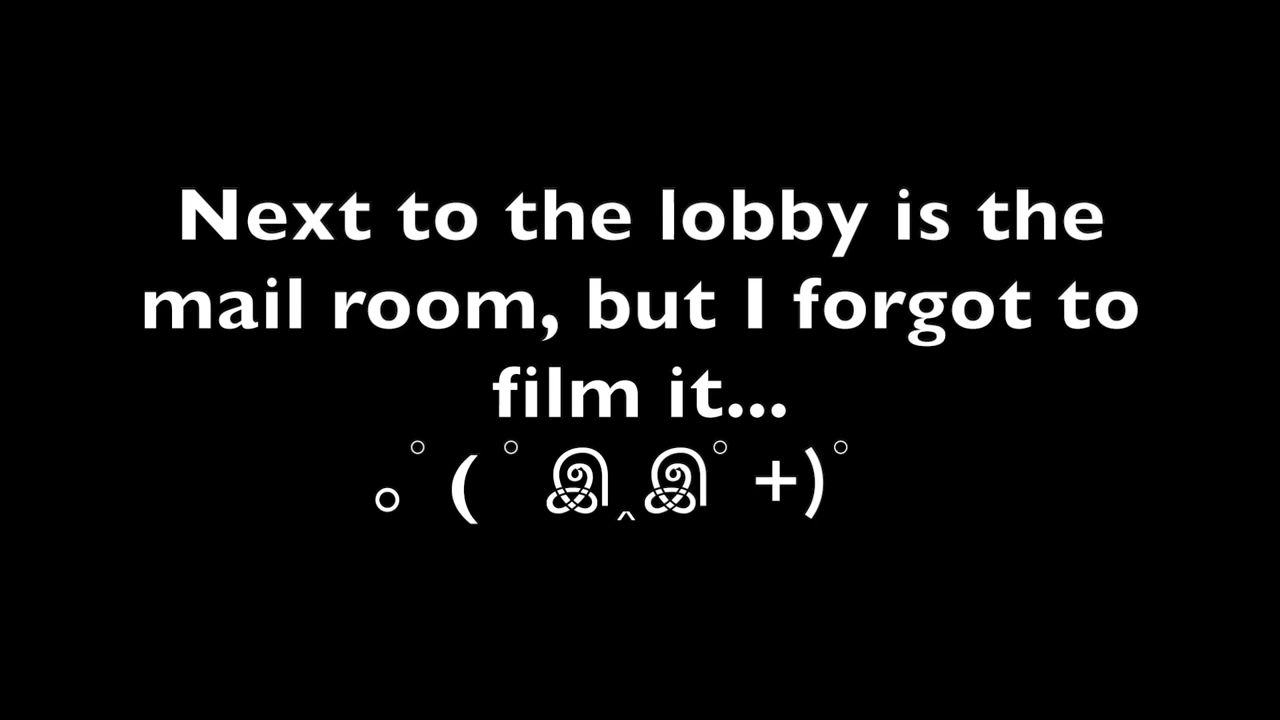 Next to the lobby is the
mail room, but I forgot to
film it...
｡ﾟ( ﾟஇ‸இﾟ+)ﾟ